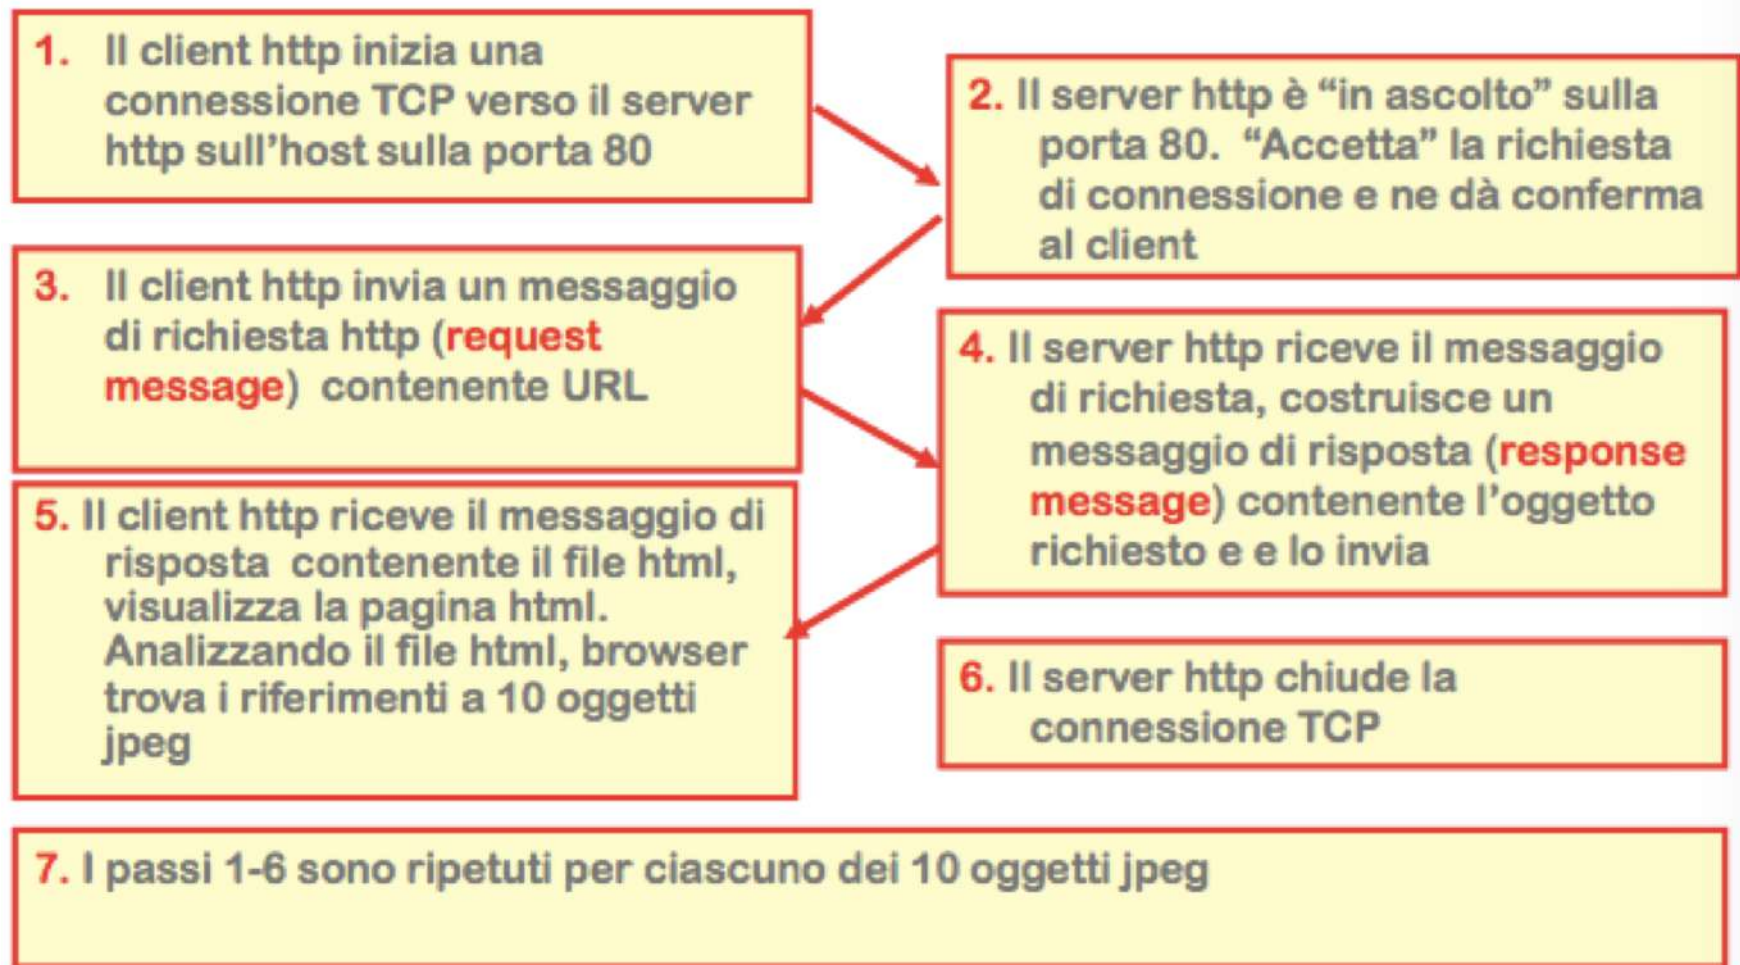 1. Il client http inizia una
connessione TCP verso il server
http sull'host sulla porta 80
2. Il server http è “in ascolto” sulla
porta 80. “Accetta” la richiesta
di connessione e ne dà conferma
al client
3. Il client http invia un messaggio
di richiesta http (request
message) contenente URL
4. Il server http riceve il messaggio
di richiesta, costruisce un
messaggio di risposta (response
message) contenente l'oggetto
richiesto e e lo invia
5. Il client http riceve il messaggio di
risposta contenente il file html,
visualizza la pagina html.
Analizzando il file html, browser
trova i riferimenti a 10 oggetti
jpeg
6. Il server http chiude la
connessione TCP
7. I passi 1-6 sono ripetuti per ciascuno dei 10 oggetti jpeg